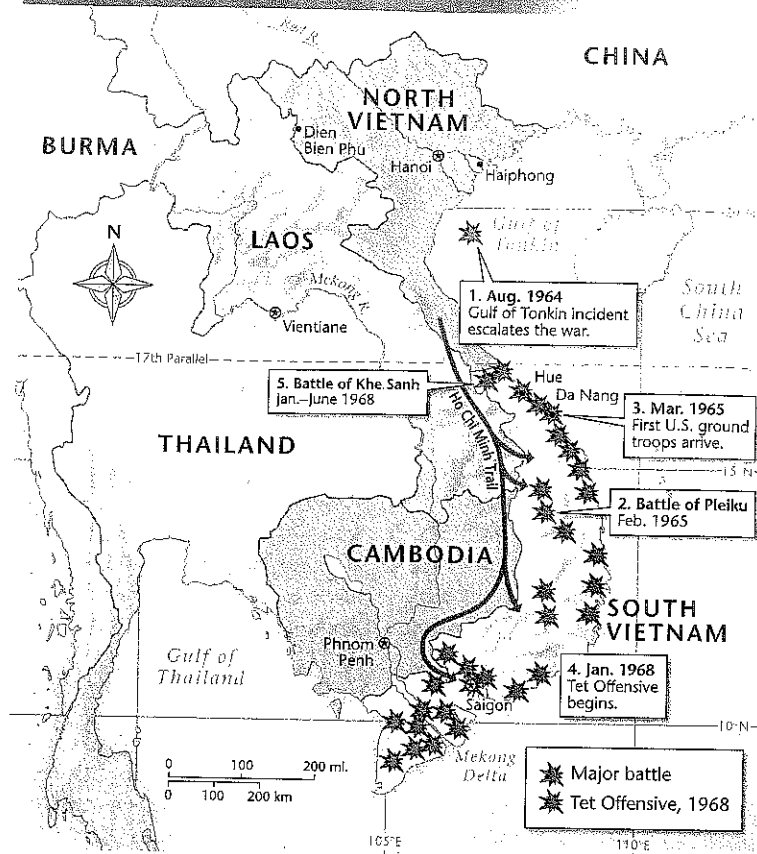 Red R.
CHINA
NORTH
VIETNAM
BURMA
Dien
Bien Phu
Hanoi
Haiphong
N
LAOS
Gulf of
Tonkin
Mekong R.
Vientiane
1. Aug. 1964
Gulf of Tonkin incident
escalates the war.
South
China
Sea
17th Parallel
5. Battle of Khe Sanh
Jan.–June 1968
Hue
Da Nang
3. Mar. 1965
First U.S. ground
troops arrive.
Ho Chi Minh Trail
THAILAND
15°N
2. Battle of Pleiku
Feb. 1965
CAMBODIA
SOUTH
VIETNAM
Phnom
Penh
Gulf of
Thailand
4. Jan. 1968
Tet Offensive
begins.
Saigon
10°N
0 100 200 mi.
0 100 200 km
Mekong
Delta
Major battle
Tet Offensive, 1968
105°E
110°E